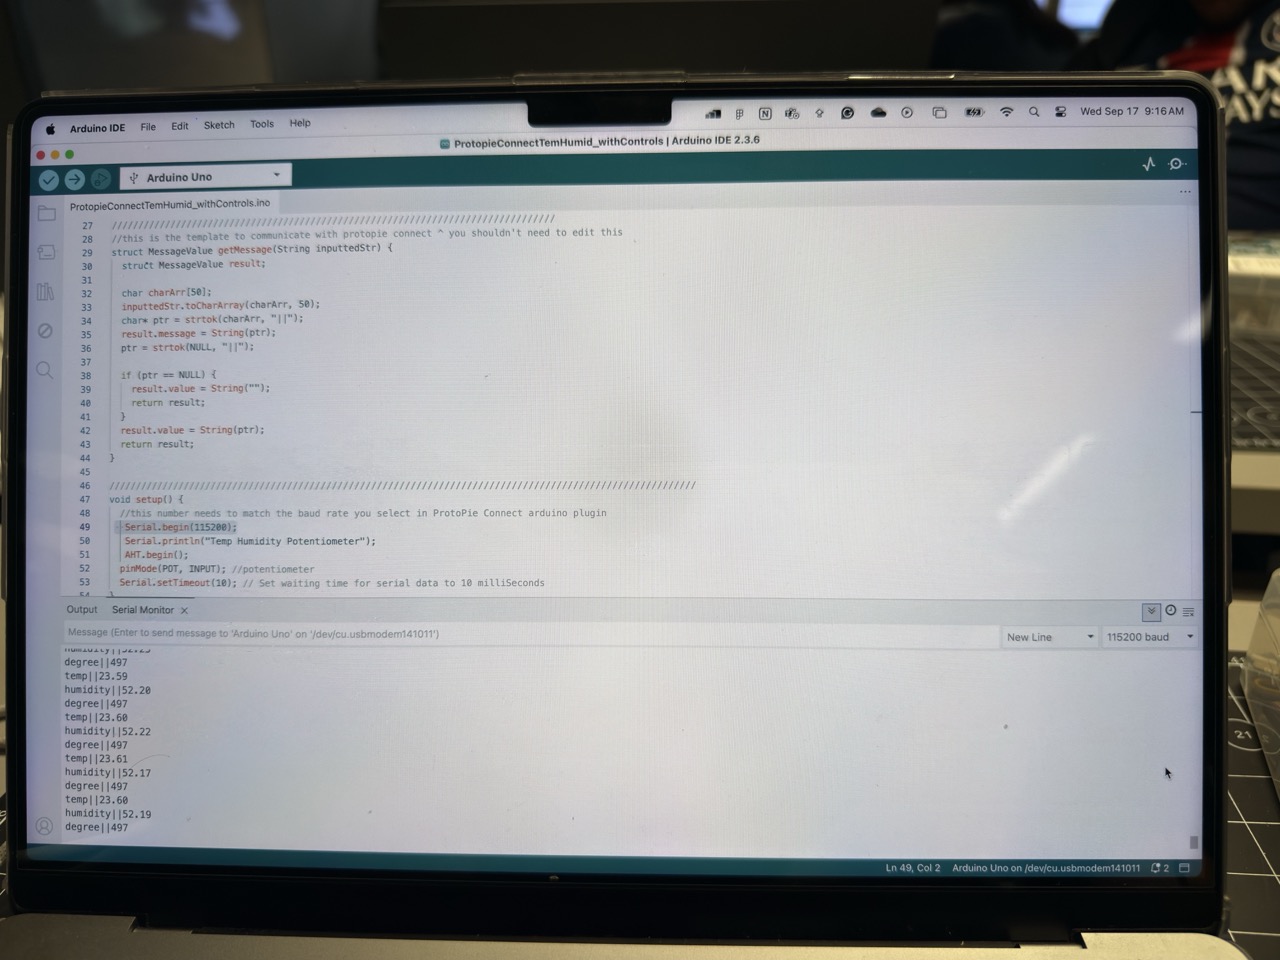 Arduino IDE File Edit Sketch Tools Help Wed Sep 17 9:16 AM
ProtopieConnectTemHumid_withControls | Arduino IDE 2.3.6
Arduino Uno
ProtopieConnectTemHumid_withControls.ino
27 ////////////////////////////////////////////////////////////////////////////////////
28 //this is the template to communicate with protopie connect ^ you shouldn't need to edit this
29 struct MessageValue getMessage(String inputtedStr) {
30 struct MessageValue result;
31
32 char charArr[50];
33 inputtedStr.toCharArray(charArr, 50);
34 char* ptr = strtok(charArr, "||");
35 result.message = String(ptr);
36 ptr = strtok(NULL, "||");
37
38 if (ptr == NULL) {
39 result.value = String("");
40 return result;
41 }
42 result.value = String(ptr);
43 return result;
44 }
45
46 ////////////////////////////////////////////////////////////////////////////////////////////////////////////
47 void setup() {
48 //this number needs to match the baud rate you select in ProtoPie Connect arduino plugin
49 Serial.begin(115200);
50 Serial.println("Temp Humidity Potentiometer");
51 AHT.begin();
52 pinMode(POT, INPUT); //potentiometer
53 Serial.setTimeout(10); // Set waiting time for serial data to 10 milliSeconds
54 }
Output Serial Monitor
Message (Enter to send message to 'Arduino Uno' on '/dev/cu.usbmodem141011') New Line 115200 baud
humidity||52.23
degree||497
temp||23.59
humidity||52.20
degree||497
temp||23.60
humidity||52.22
degree||497
temp||23.61
humidity||52.17
degree||497
temp||23.60
humidity||52.19
degree||497
Ln 49, Col 2 Arduino Uno on /dev/cu.usbmodem141011 2
21